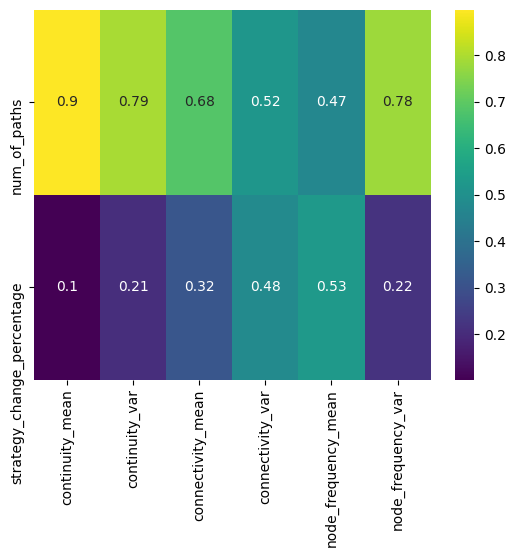 num_of_paths
0.9 0.79 0.68 0.52 0.47 0.78
strategy_change_percentage
0.1 0.21 0.32 0.48 0.53 0.22
continuity_mean
continuity_var
connectivity_mean
connectivity_var
node_frequency_mean
node_frequency_var
0.8
0.7
0.6
0.5
0.4
0.3
0.2